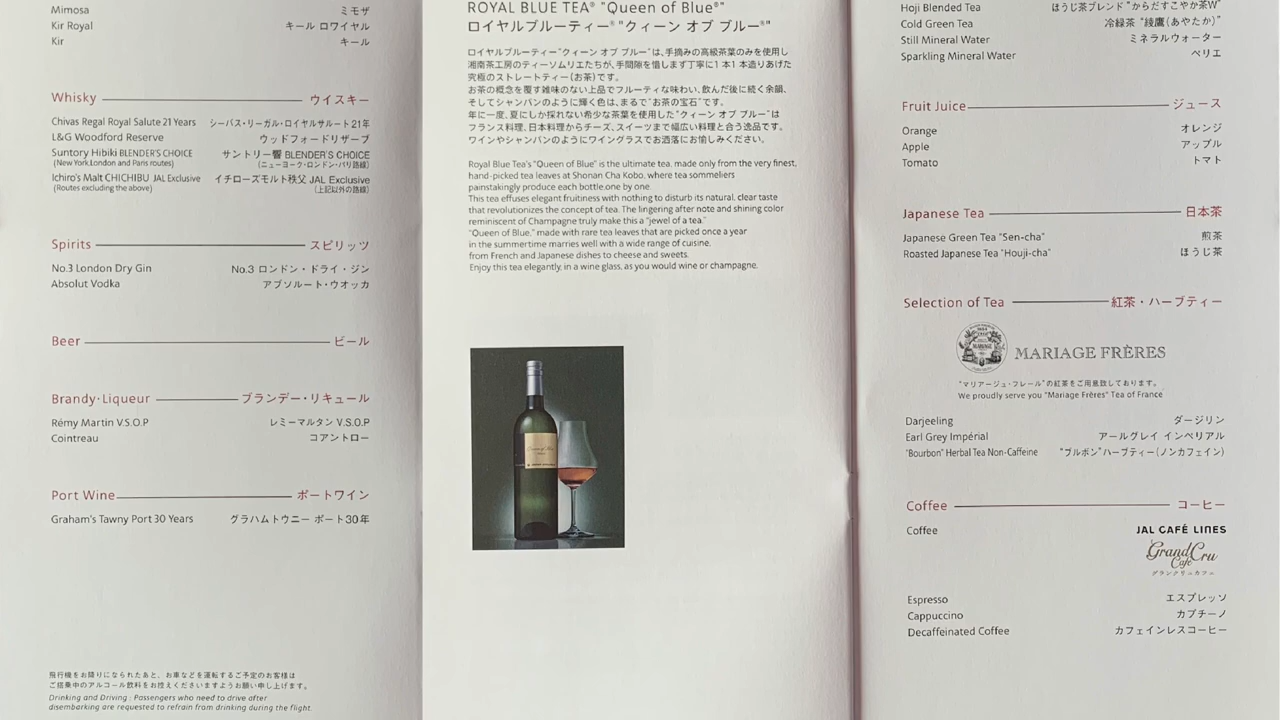 Mimosa ミモザ
Kir Royal キール ロワイヤル
Kir キール
Whisky ウイスキー
Chivas Regal Royal Salute 21 Years シーバス・リーガル・ロイヤルサルート21年
L&G Woodford Reserve ウッドフォードリザーブ
Suntory Hibiki BLENDER'S CHOICE サントリー響 BLENDER'S CHOICE
(New York,London and Paris routes) (ニューヨーク・ロンドン・パリ路線)
Ichiro's Malt CHICHIBU JAL Exclusive イチローズモルト秩父 JAL Exclusive
(Routes excluding the above) (上記以外の路線)
Spirits スピリッツ
No.3 London Dry Gin No.3 ロンドン・ドライ・ジン
Absolut Vodka アブソルート・ウオッカ
Beer ビール
Brandy・Liqueur ブランデー・リキュール
Rémy Martin V.S.O.P レミーマルタン V.S.O.P
Cointreau コアントロー
Port Wine ポートワイン
Graham's Tawny Port 30 Years グラハムトウニー ポート30年
飛行機をお降りになられたあと、お車などを運転するご予定のお客様は
ご搭乗中のアルコール飲料をお控えくださいますようお願い申し上げます。
Drinking and Driving : Passengers who need to drive after
disembarking are requested to refrain from drinking during the flight.
ROYAL BLUE TEA® "Queen of Blue®"
ロイヤルブルーティー® "クィーン オブ ブルー®"
ロイヤルブルーティー"クィーン オブ ブルー"は、手摘みの高級茶葉のみを使用し
湘南茶工房のティーソムリエたちが、手間隙を惜しまず丁寧に1本1本造りあげた
究極のストレートティー(お茶)です。
お茶の概念を覆す雑味のない上品でフルーティな味わい、飲んだ後に続く余韻、
そしてシャンパンのように輝く色は、まるで"お茶の宝石"です。
年に一度、夏にしか採れない希少な茶葉を使用した"クィーン オブ ブルー"は
フランス料理、日本料理からチーズ、スイーツまで幅広い料理と合う逸品です。
ワインやシャンパンのようにワイングラスでお洒落にお愉しみください。
Royal Blue Tea's "Queen of Blue" is the ultimate tea, made only from the very finest,
hand-picked tea leaves at Shonan Cha Kobo, where tea sommeliers
painstakingly produce each bottle,one by one.
This tea effuses elegant fruitiness with nothing to disturb its natural, clear taste
that revolutionizes the concept of tea. The lingering after note and shining color
reminiscent of Champagne truly make this a "jewel of a tea."
"Queen of Blue," made with rare tea leaves that are picked once a year
in the summertime marries well with a wide range of cuisine,
from French and Japanese dishes to cheese and sweets.
Enjoy this tea elegantly, in a wine glass, as you would wine or champagne.
Queen of Blue
Hoji Blended Tea ほうじ茶ブレンド "からだすこやか茶W"
Cold Green Tea 冷緑茶 "綾鷹(あやたか)"
Still Mineral Water ミネラルウォーター
Sparkling Mineral Water ペリエ
Fruit Juice ジュース
Orange オレンジ
Apple アップル
Tomato トマト
Japanese Tea 日本茶
Japanese Green Tea "Sen-cha" 煎茶
Roasted Japanese Tea "Houji-cha" ほうじ茶
Selection of Tea 紅茶・ハーブティー
MARIAGE
MARIAGE FRÈRES
"マリアージュ・フレール"の紅茶をご用意致しております。
We proudly serve you "Mariage Frères" Tea of France
Darjeeling ダージリン
Earl Grey Impérial アールグレイ インペリアル
"Bourbon" Herbal Tea Non-Caffeine "ブルボン"ハーブティー(ノンカフェイン)
Coffee コーヒー
Coffee JAL CAFÉ LINES
Grand Cru
Café
グランクリュカフェ
Espresso エスプレッソ
Cappuccino カプチーノ
Decaffeinated Coffee カフェインレスコーヒー